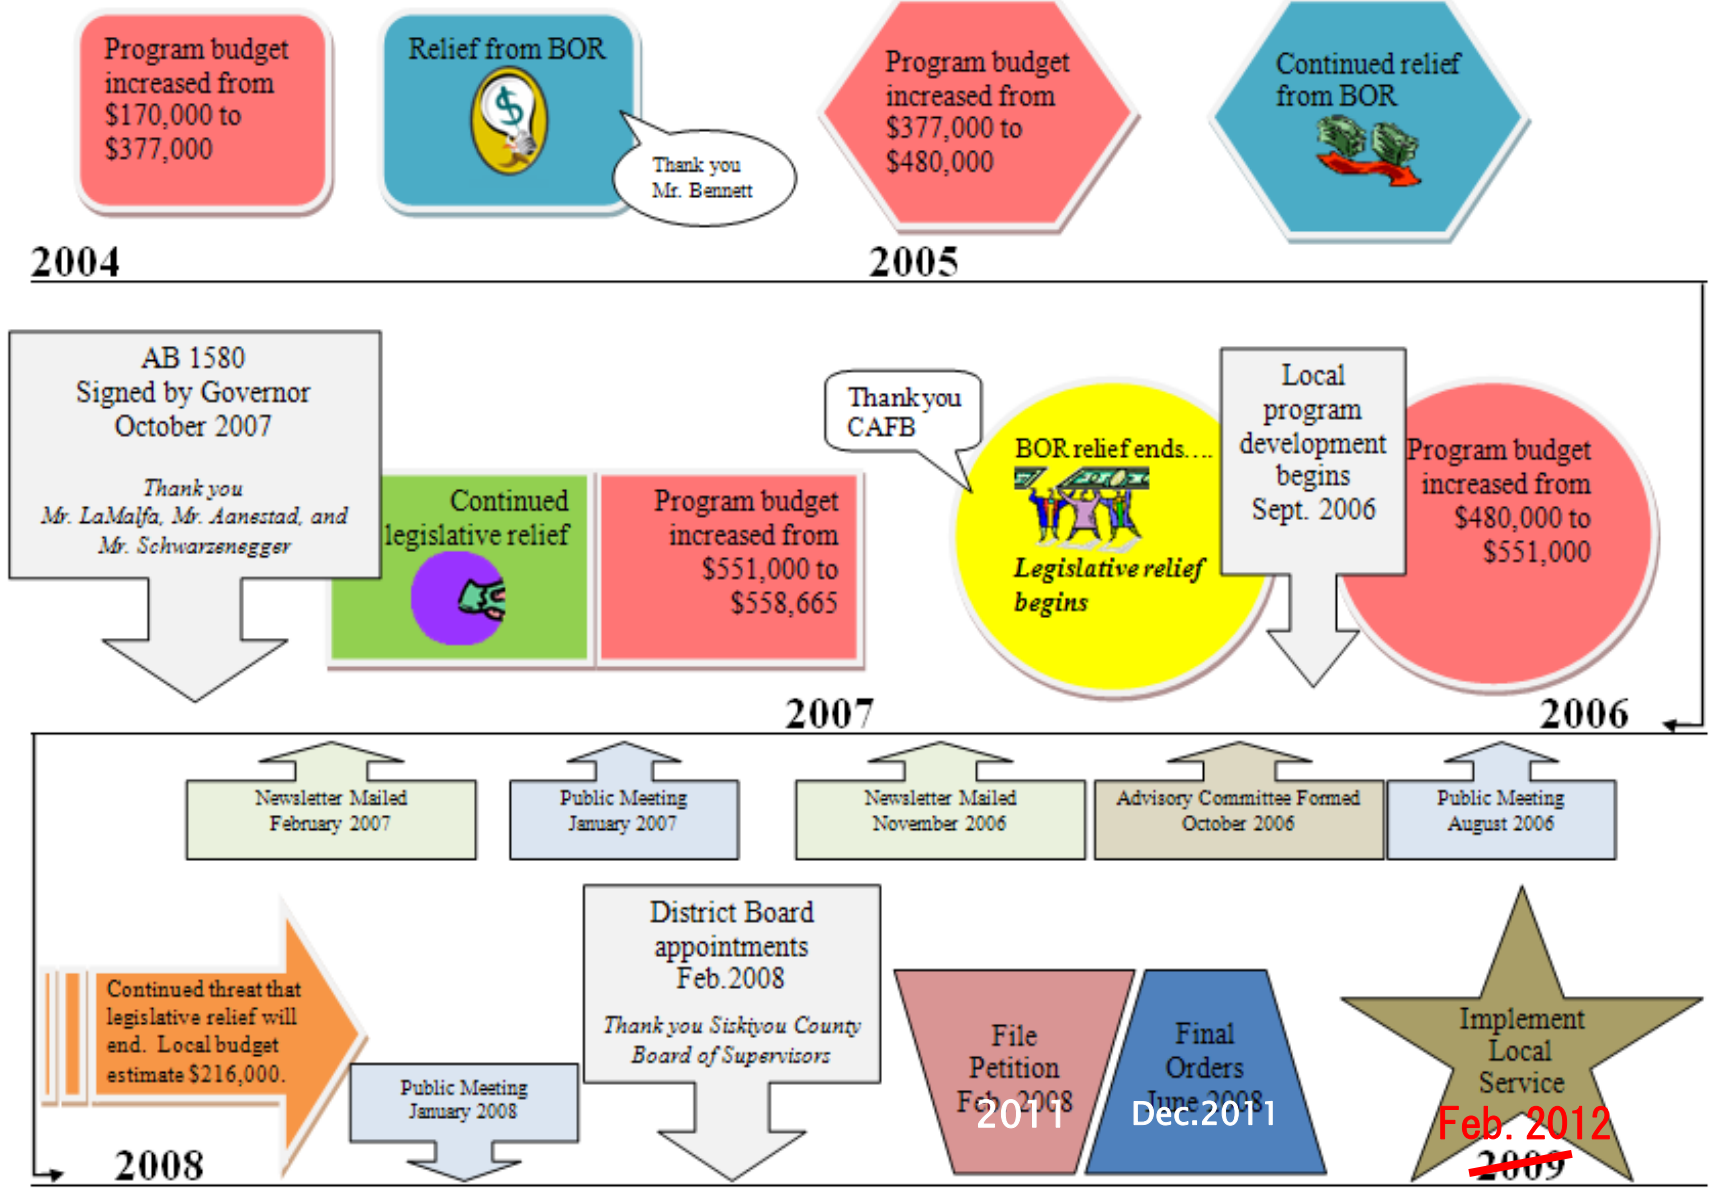 Program budget
increased from
$170,000 to
$377,000
Relief from BOR
$
Thank you
Mr. Bennett
Program budget
increased from
$377,000 to
$480,000
Continued relief
from BOR
2004
2005
AB 1580
Signed by Governor
October 2007
Thank you
Mr. LaMalfa, Mr. Aanestad, and
Mr. Schwarzenegger
Continued
legislative relief
Program budget
increased from
$551,000 to
$558,665
Thank you
CAFB
BOR relief ends....
Legislative relief
begins
Local
program
development
begins
Sept. 2006
Program budget
increased from
$480,000 to
$551,000
2007
2006
Newsletter Mailed
February 2007
Public Meeting
January 2007
Newsletter Mailed
November 2006
Advisory Committee Formed
October 2006
Public Meeting
August 2006
Continued threat that
legislative relief will
end. Local budget
estimate $216,000.
Public Meeting
January 2008
District Board
appointments
Feb.2008
Thank you Siskiyou County
Board of Supervisors
File
Petition
Feb. 2008
2011
Final
Orders
June 2008
Dec.2011
Implement
Local
Service
Feb. 2012
2008
2009